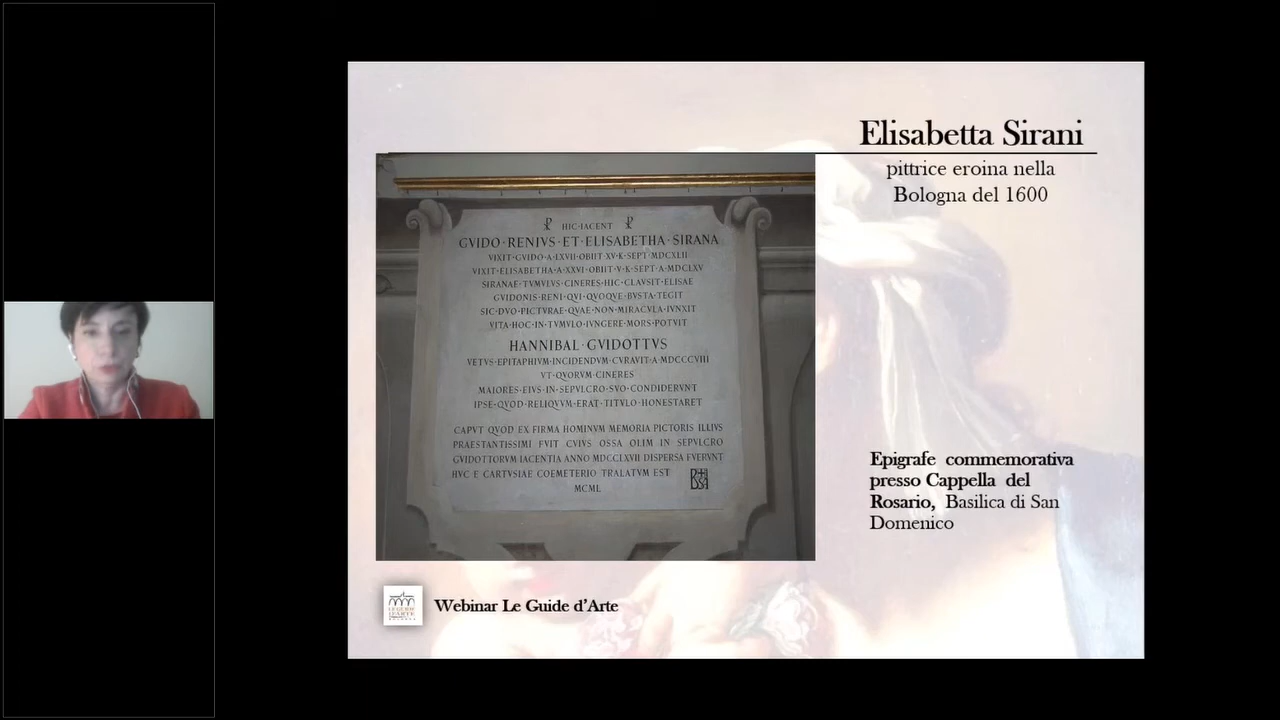 Elisabetta Sirani
pittrice eroina nella
Bologna del 1600
HIC·IACENT
GVIDO·RENIVS·ET·ELISABETHA·SIRANA
VIXIT·GVIDO·A·LXVII·OBIIT·XV·K·SEPT·MDCXLII
VIXIT·ELISABETHA·A·XXVI·OBIIT·V·K·SEPT·A·MDCLXV
SIRANAE·TVMVLVS·CINERES·HIC·CLAVSIT·ELISAE
GVIDONIS·RENI·QVI·QVOQVE·BVSTA·TEGIT
SIC·DVO·PICTVRAE·QVAE·NON·MIRACVLA·IVNXIT
VITA·HOC·IN·TVMVLO·IVNGERE·MORS·POTVIT
HANNIBAL·GVIDOTTVS
VETVS·EPITAPHIVM·INCIDENDVM·CVRAVIT·A·MDCCCVIII
VT·QVORVM·CINERES
MAIORES·EIVS·IN·SEPVLCRO·SVO·CONDIDERVNT
IPSE·QVOD·RELIQVVM·ERAT·TITVLO·HONESTARET
CAPVT QVOD EX FIRMA HOMINVM MEMORIA PICTORIS ILLIVS
PRAESTANTISSIMI FVIT CVIVS OSSA OLIM IN SEPVLCRO
GVIDOTTORVM IACENTIA ANNO MDCCLXVII DISPERSA FVERVNT
HVC E CARTVSIAE COEMETERIO TRALATVM EST
MCML
Epigrafe commemorativa
presso Cappella del
Rosario, Basilica di San
Domenico
Webinar Le Guide d'Arte